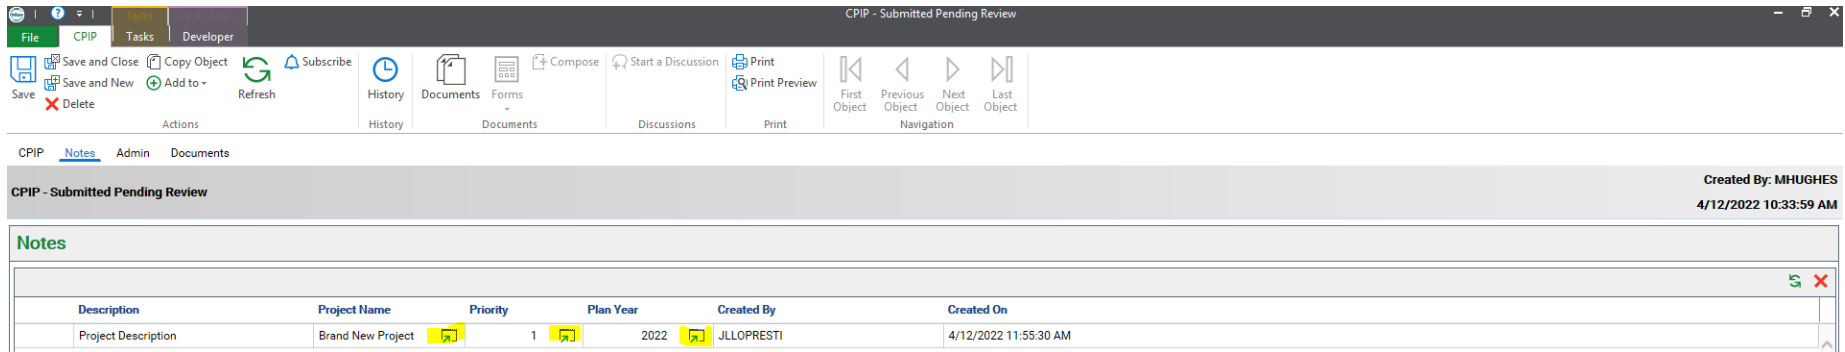 CPIP - Submitted Pending Review
Tasks
File CPIP Tasks Developer
Save
Save and Close
Save and New
Delete
Copy Object
Add to
Refresh
Subscribe
Actions
History
History
Documents
Forms
Compose
Documents
Start a Discussion
Discussions
Print
Print Preview
Print
First Object
Previous Object
Next Object
Last Object
Navigation
CPIP Notes Admin Documents
CPIP - Submitted Pending Review
Created By: MHUGHES
4/12/2022 10:33:59 AM
Notes
Description Project Name Priority Plan Year Created By Created On
Project Description Brand New Project 1 2022 JLLOPRESTI 4/12/2022 11:55:30 AM